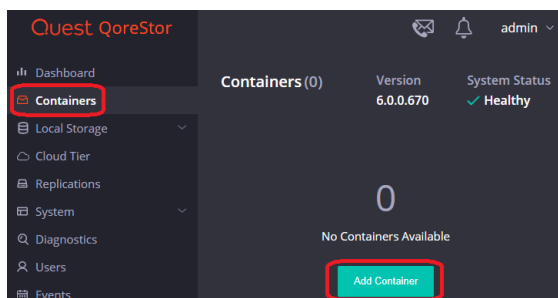 Quest QoreStor
admin
Dashboard
Containers
Local Storage
Cloud Tier
Replications
System
Diagnostics
Users
Events
Containers (0)
Version
6.0.0.670
System Status
Healthy
0
No Containers Available
Add Container